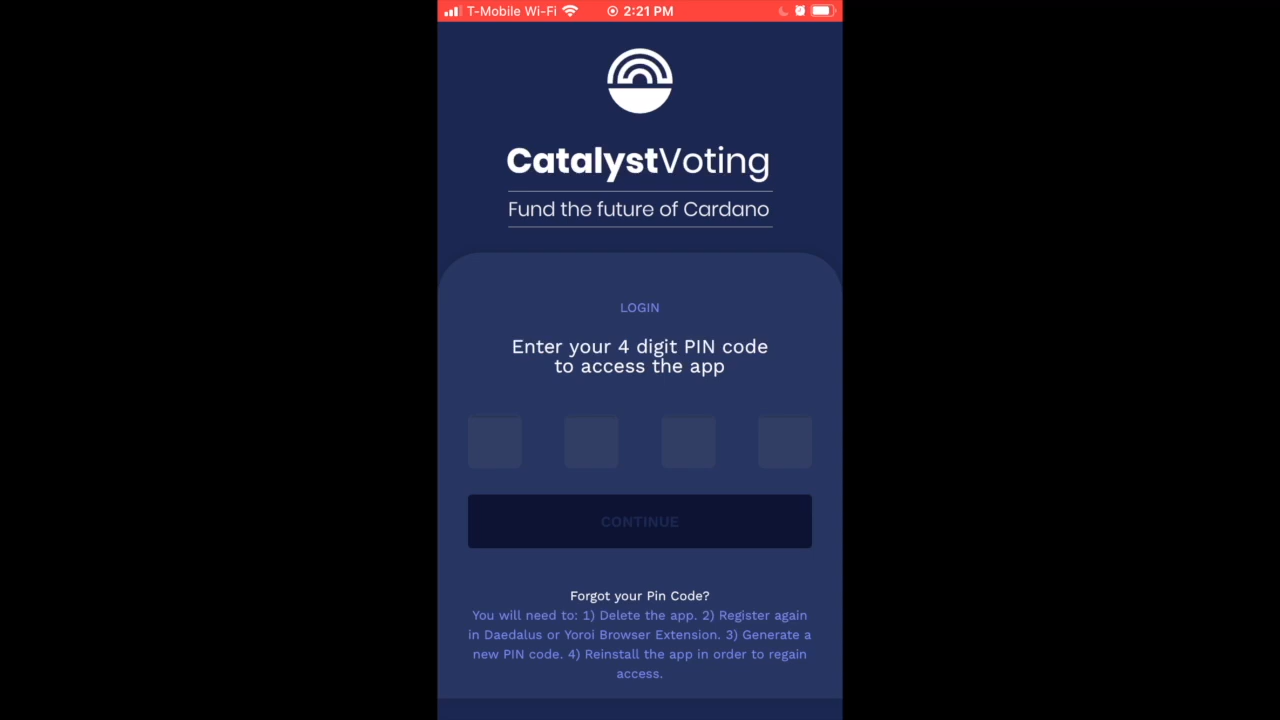 T-Mobile Wi-Fi 2:21 PM
CatalystVoting
Fund the future of Cardano
LOGIN
Enter your 4 digit PIN code
to access the app
CONTINUE
Forgot your Pin Code?
You will need to: 1) Delete the app. 2) Register again
in Daedalus or Yoroi Browser Extension. 3) Generate a
new PIN code. 4) Reinstall the app in order to regain
access.